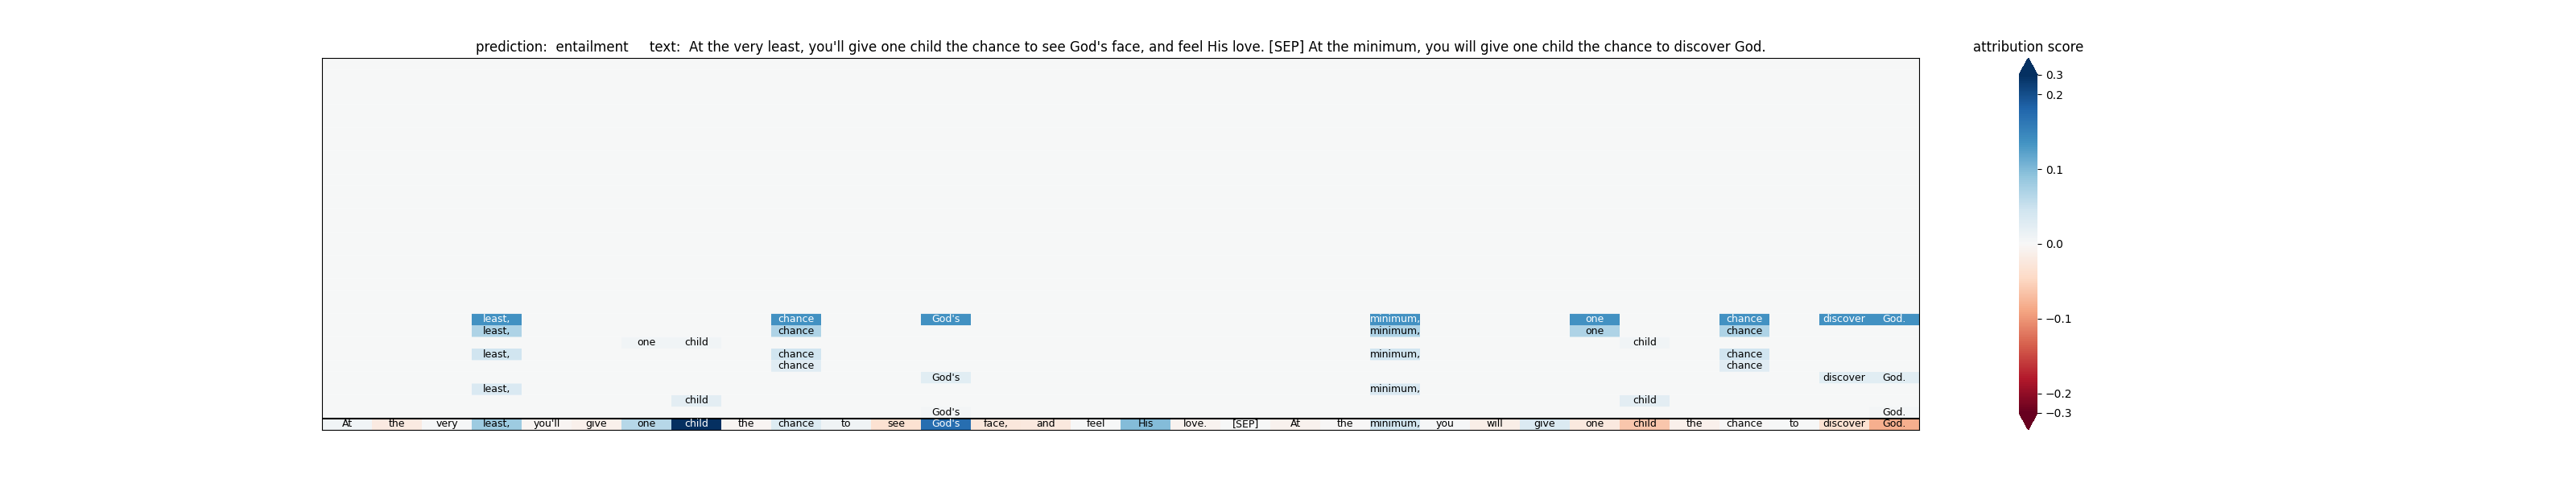 prediction:  entailment     text:  At the very least, you'll give one child the chance to see God's face, and feel His love. [SEP] At the minimum, you will give one child the chance to discover God.
attribution score
0.3
0.2
0.1
0.0
−0.1
−0.2
−0.3
least, chance God's minimum, one chance discover God.
least, chance minimum, one chance
one child child
least, chance minimum, chance
chance chance
God's discover God.
least, minimum,
child child
God's God.
At the very least, you'll give one child the chance to see God's face, and feel His love. [SEP] At the minimum, you will give one child the chance to discover God.